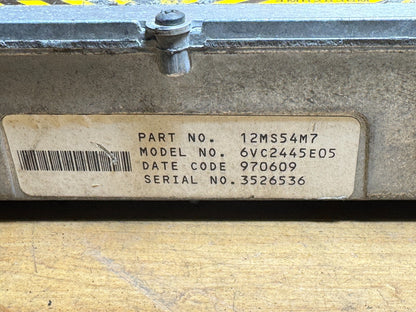 PART NO. 12MS54M7
MODEL NO. 6VC2445E05
DATE CODE 970609
SERIAL NO. 3526536